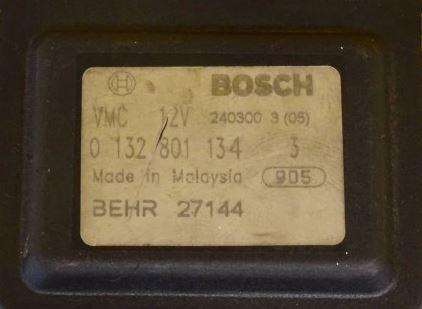 BOSCH
VMC 12V 240300 3 (05)
0 132 801 134 3
Made in Malaysia 905
BEHR 27144